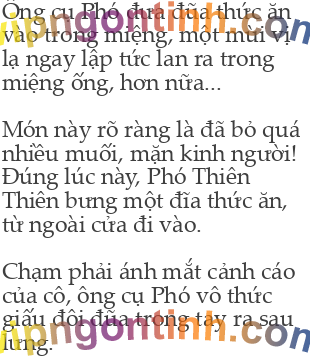 Ông cụ Phó đưa đũa thức ăn
vào trong miệng, một mùi vị
lạ ngay lập tức lan ra trong
miệng ống, hơn nữa...
Món này rõ ràng là đã bỏ quá
nhiều muối, mặn kinh người!
Đúng lúc này, Phó Thiên
Thiên bưng một đĩa thức ăn,
từ ngoài cửa đi vào.
Chạm phải ánh mắt cảnh cáo
của cô, ông cụ Phó vô thức
giấu đôi đũa trong tay ra sau
lưng.